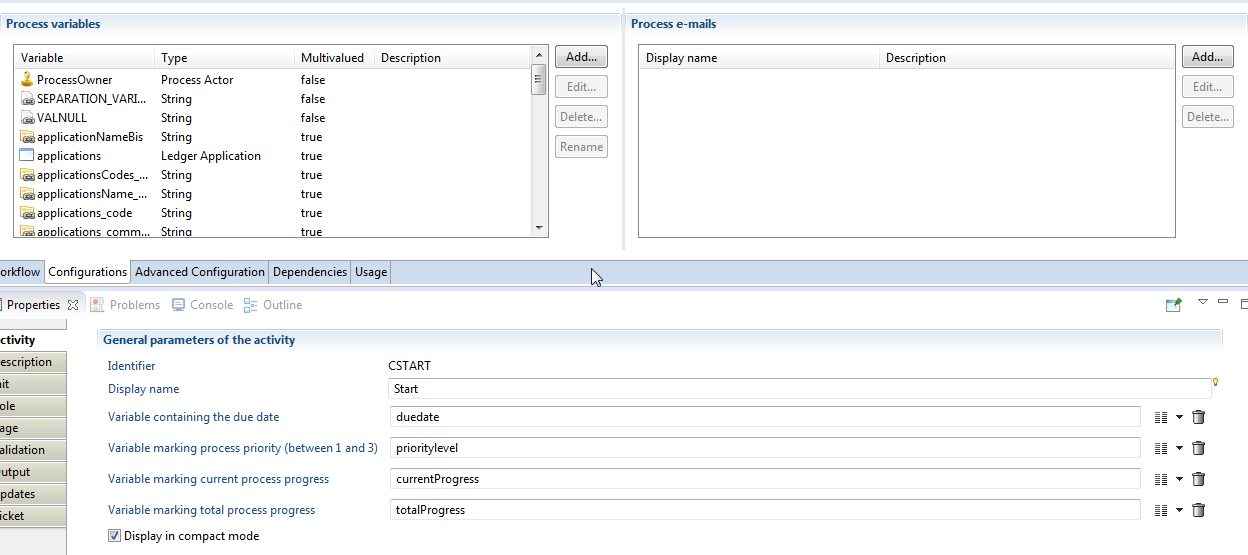 Process variables
Variable Type Multivalued Description
ProcessOwner Process Actor false
SEPARATION_VARI... String false
VALNULL String false
applicationNameBis String true
applications Ledger Application true
applicationsCodes_... String true
applicationsName_... String true
applications_code String true
applications_comm... String true
Add...
Edit...
Delete...
Rename
Process e-mails
Display name Description
Add...
Edit...
Delete...
orkflow Configurations Advanced Configuration Dependencies Usage
Properties Problems Console Outline
ctivity
escription
nit
ole
age
alidation
utput
pdates
icket
General parameters of the activity
Identifier CSTART
Display name Start
Variable containing the due date duedate
Variable marking process priority (between 1 and 3) prioritylevel
Variable marking current process progress currentProgress
Variable marking total process progress totalProgress
Display in compact mode